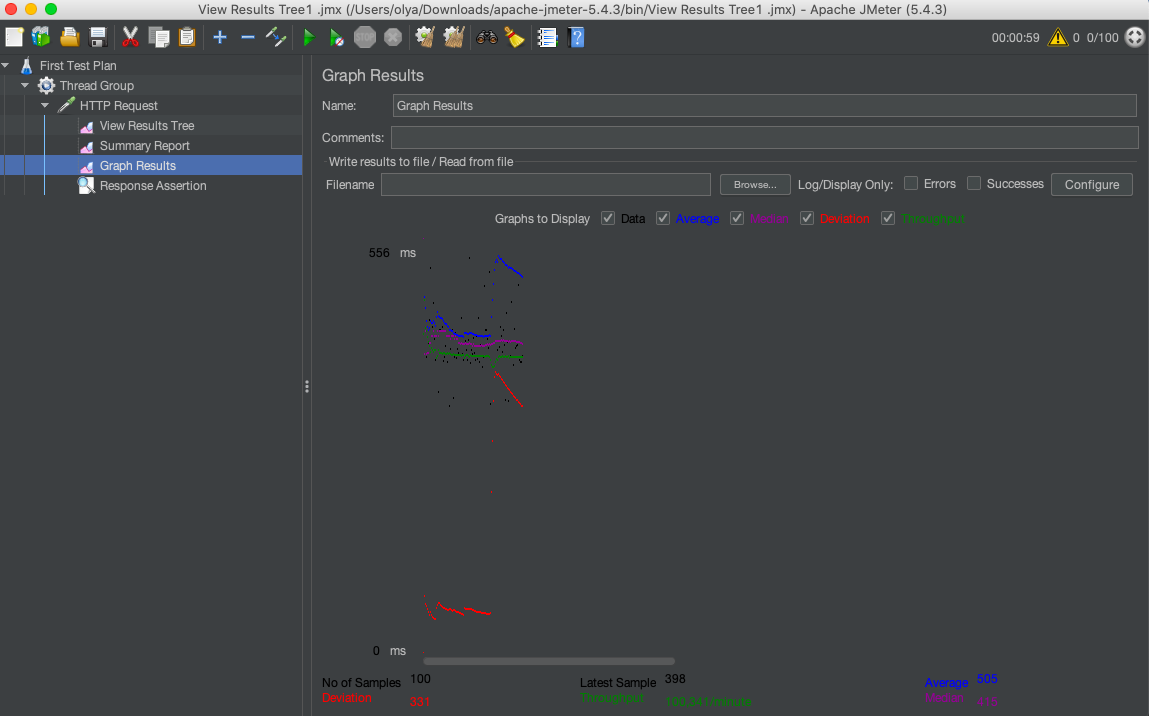 View Results Tree1 .jmx (/Users/olya/Downloads/apache-jmeter-5.4.3/bin/View Results Tree1 .jmx) - Apache JMeter (5.4.3)
STOP 00:00:59 0 0/100
First Test Plan
Thread Group
HTTP Request
View Results Tree
Summary Report
Graph Results
Response Assertion
Graph Results
Name: Graph Results
Comments:
Write results to file / Read from file
Filename Browse... Log/Display Only: Errors Successes Configure
Graphs to Display Data Average Median Deviation Throughput
556 ms
0 ms
No of Samples 100 Latest Sample 398 Average 505
Deviation 331 Throughput 100,341/minute Median